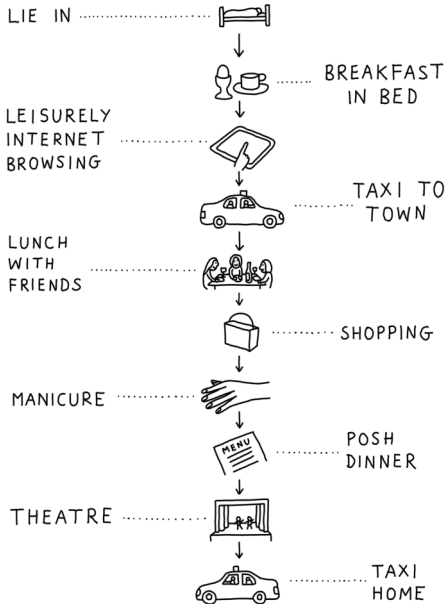 LIE IN
BREAKFAST
IN BED
LEISURELY
INTERNET
BROWSING
TAXI TO
TOWN
LUNCH
WITH
FRIENDS
SHOPPING
MANICURE
MENU
POSH
DINNER
THEATRE
TAXI
HOME